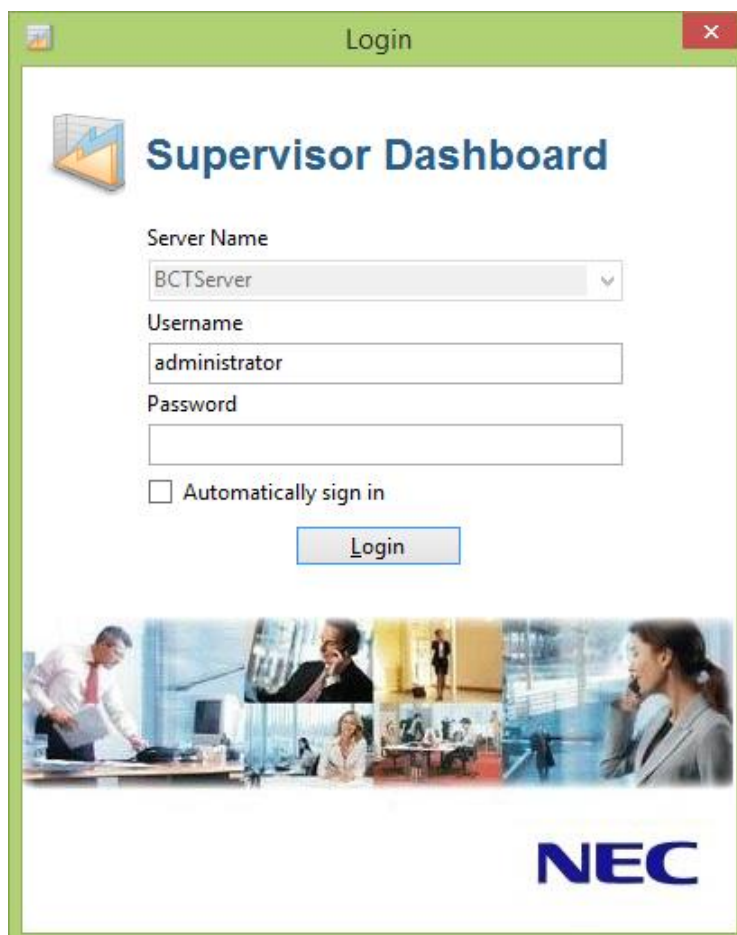 Login
Supervisor Dashboard
Server Name
BCTServer
Username
administrator
Password
Automatically sign in
Login
NEC